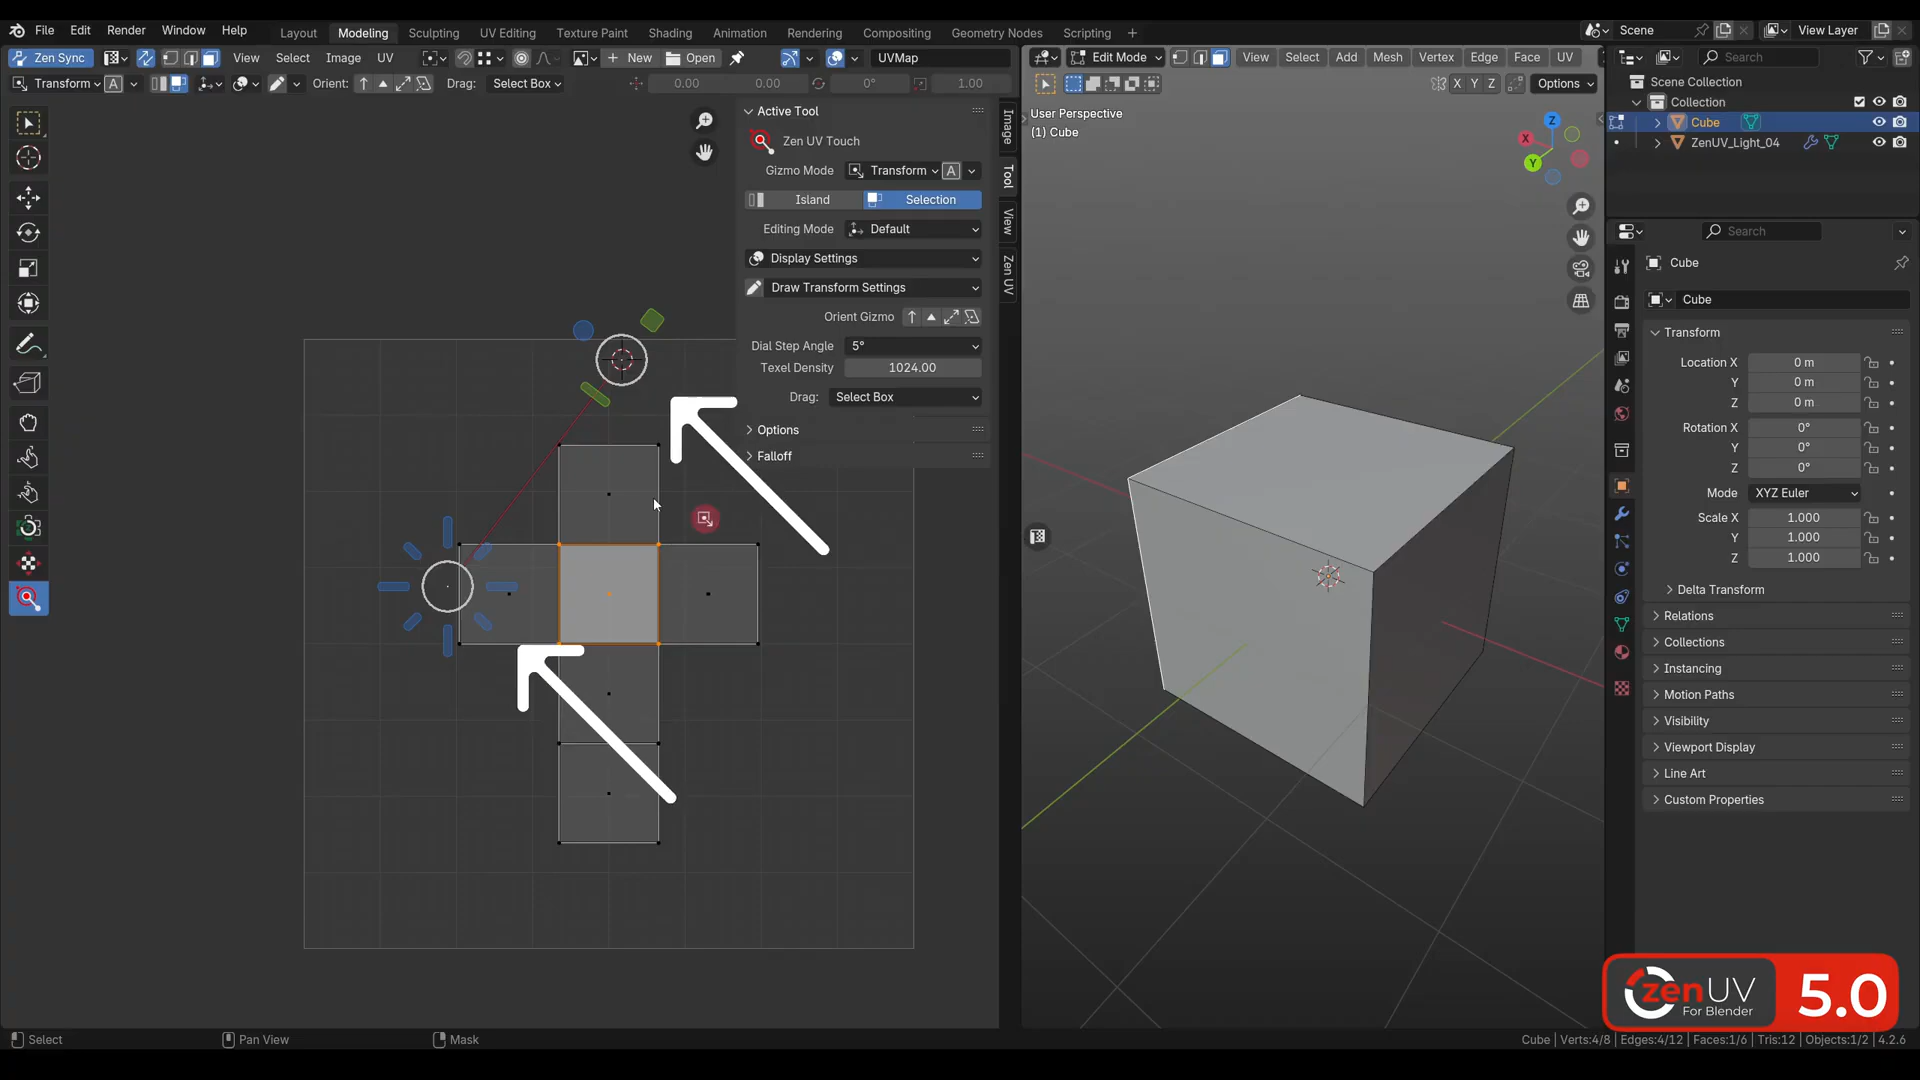 File Edit Render Window Help Layout Modeling Sculpting UV Editing Texture Paint Shading Animation Rendering Compositing Geometry Nodes Scripting + Scene View Layer
Zen Sync View Select Image UV New Open UVMap Edit Mode View Select Add Mesh Vertex Edge Face UV Search
Transform A Orient: Drag: Select Box 0.00 0.00 0° 1.00 X Y Z Options
Scene Collection
Collection
Cube
ZenUV_Light_04
Active Tool
Zen UV Touch
Gizmo Mode Transform A
Island Selection
Editing Mode Default
Display Settings
Draw Transform Settings
Orient Gizmo
Dial Step Angle 5°
Texel Density 1024.00
Drag: Select Box
Options
Falloff
Image
Tool
View
Zen UV
User Perspective
(1) Cube
Z
X
Y
Search
Cube
Cube
Transform
Location X 0 m
Y 0 m
Z 0 m
Rotation X 0°
Y 0°
Z 0°
Mode XYZ Euler
Scale X 1.000
Y 1.000
Z 1.000
Delta Transform
Relations
Collections
Instancing
Motion Paths
Visibility
Viewport Display
Line Art
Custom Properties
zenUV
For Blender
5.0
Select Pan View Mask Cube | Verts:4/8 | Edges:4/12 | Faces:1/6 | Tris:12 | Objects:1/2 | 4.2.6